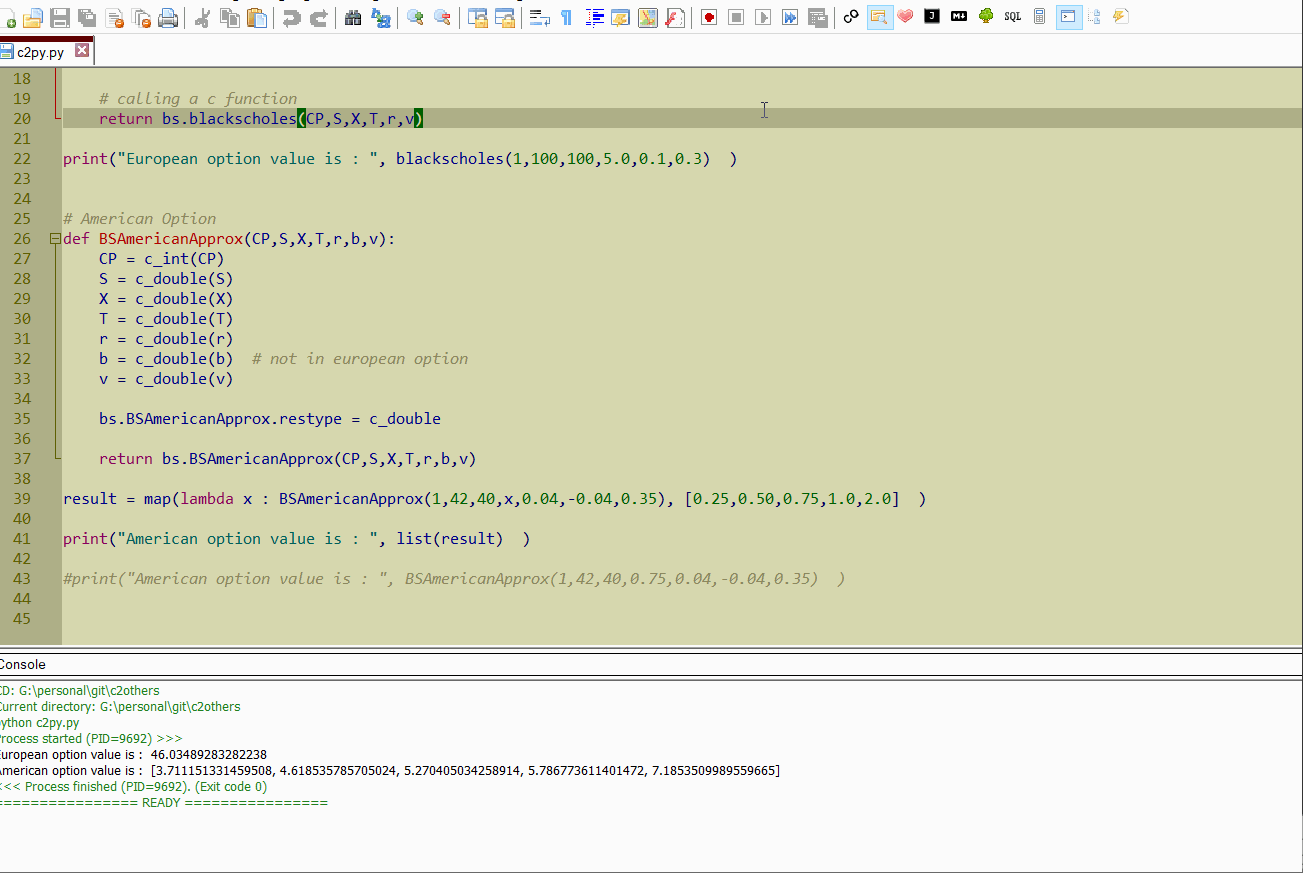 J M↓ SQL
c2py.py
18
19 # calling a c function
20 return bs.blackscholes(CP,S,X,T,r,v)
21
22 print("European option value is : ", blackscholes(1,100,100,5.0,0.1,0.3)  )
23
24
25 # American Option
26 def BSAmericanApprox(CP,S,X,T,r,b,v):
27 CP = c_int(CP)
28 S = c_double(S)
29 X = c_double(X)
30 T = c_double(T)
31 r = c_double(r)
32 b = c_double(b)  # not in european option
33 v = c_double(v)
34
35 bs.BSAmericanApprox.restype = c_double
36
37 return bs.BSAmericanApprox(CP,S,X,T,r,b,v)
38
39 result = map(lambda x : BSAmericanApprox(1,42,40,x,0.04,-0.04,0.35), [0.25,0.50,0.75,1.0,2.0]  )
40
41 print("American option value is : ", list(result)  )
42
43 #print("American option value is : ", BSAmericanApprox(1,42,40,0.75,0.04,-0.04,0.35)  )
44
45
Console
CD: G:\personal\git\c2others
Current directory: G:\personal\git\c2others
python c2py.py
Process started (PID=9692) >>>
European option value is :  46.03489283282238
American option value is :  [3.711151331459508, 4.618535785705024, 5.270405034258914, 5.786773611401472, 7.1853509989559665]
<<< Process finished (PID=9692). (Exit code 0)
================ READY ================